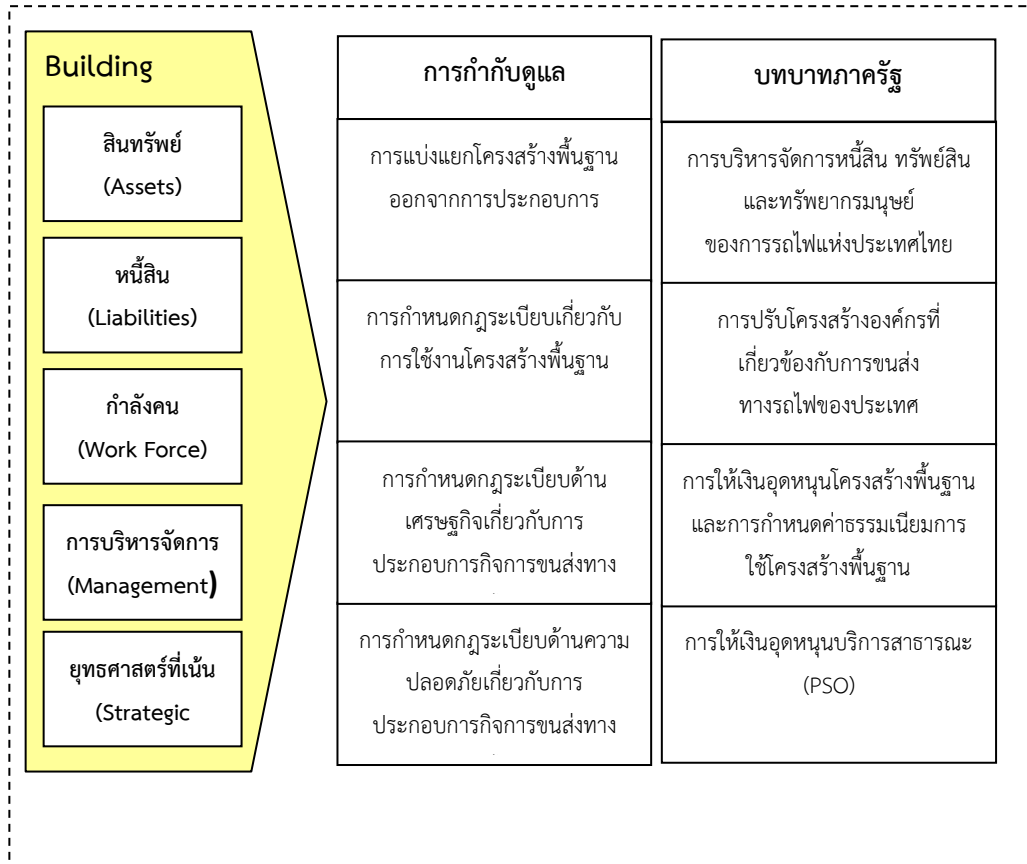 Building
สินทรัพย์
(Assets)
หนี้สิน
(Liabilities)
กำลังคน
(Work Force)
การบริหารจัดการ
(Management)
ยุทธศาสตร์ที่เน้น
(Strategic
การกำกับดูแล
การแบ่งแยกโครงสร้างพื้นฐาน
ออกจากการประกอบการ
การกำหนดกฎระเบียบเกี่ยวกับ
การใช้งานโครงสร้างพื้นฐาน
การกำหนดกฎระเบียบด้าน
เศรษฐกิจเกี่ยวกับการ
ประกอบการกิจการขนส่งทาง
การกำหนดกฎระเบียบด้านความ
ปลอดภัยเกี่ยวกับการ
ประกอบการกิจการขนส่งทาง
บทบาทภาครัฐ
การบริหารจัดการหนี้สิน ทรัพย์สิน
และทรัพยากรมนุษย์
ของการรถไฟแห่งประเทศไทย
การปรับโครงสร้างองค์กรที่
เกี่ยวข้องกับการขนส่ง
ทางรถไฟของประเทศ
การให้เงินอุดหนุนโครงสร้างพื้นฐาน
และการกำหนดค่าธรรมเนียมการ
ใช้โครงสร้างพื้นฐาน
การให้เงินอุดหนุนบริการสาธารณะ
(PSO)